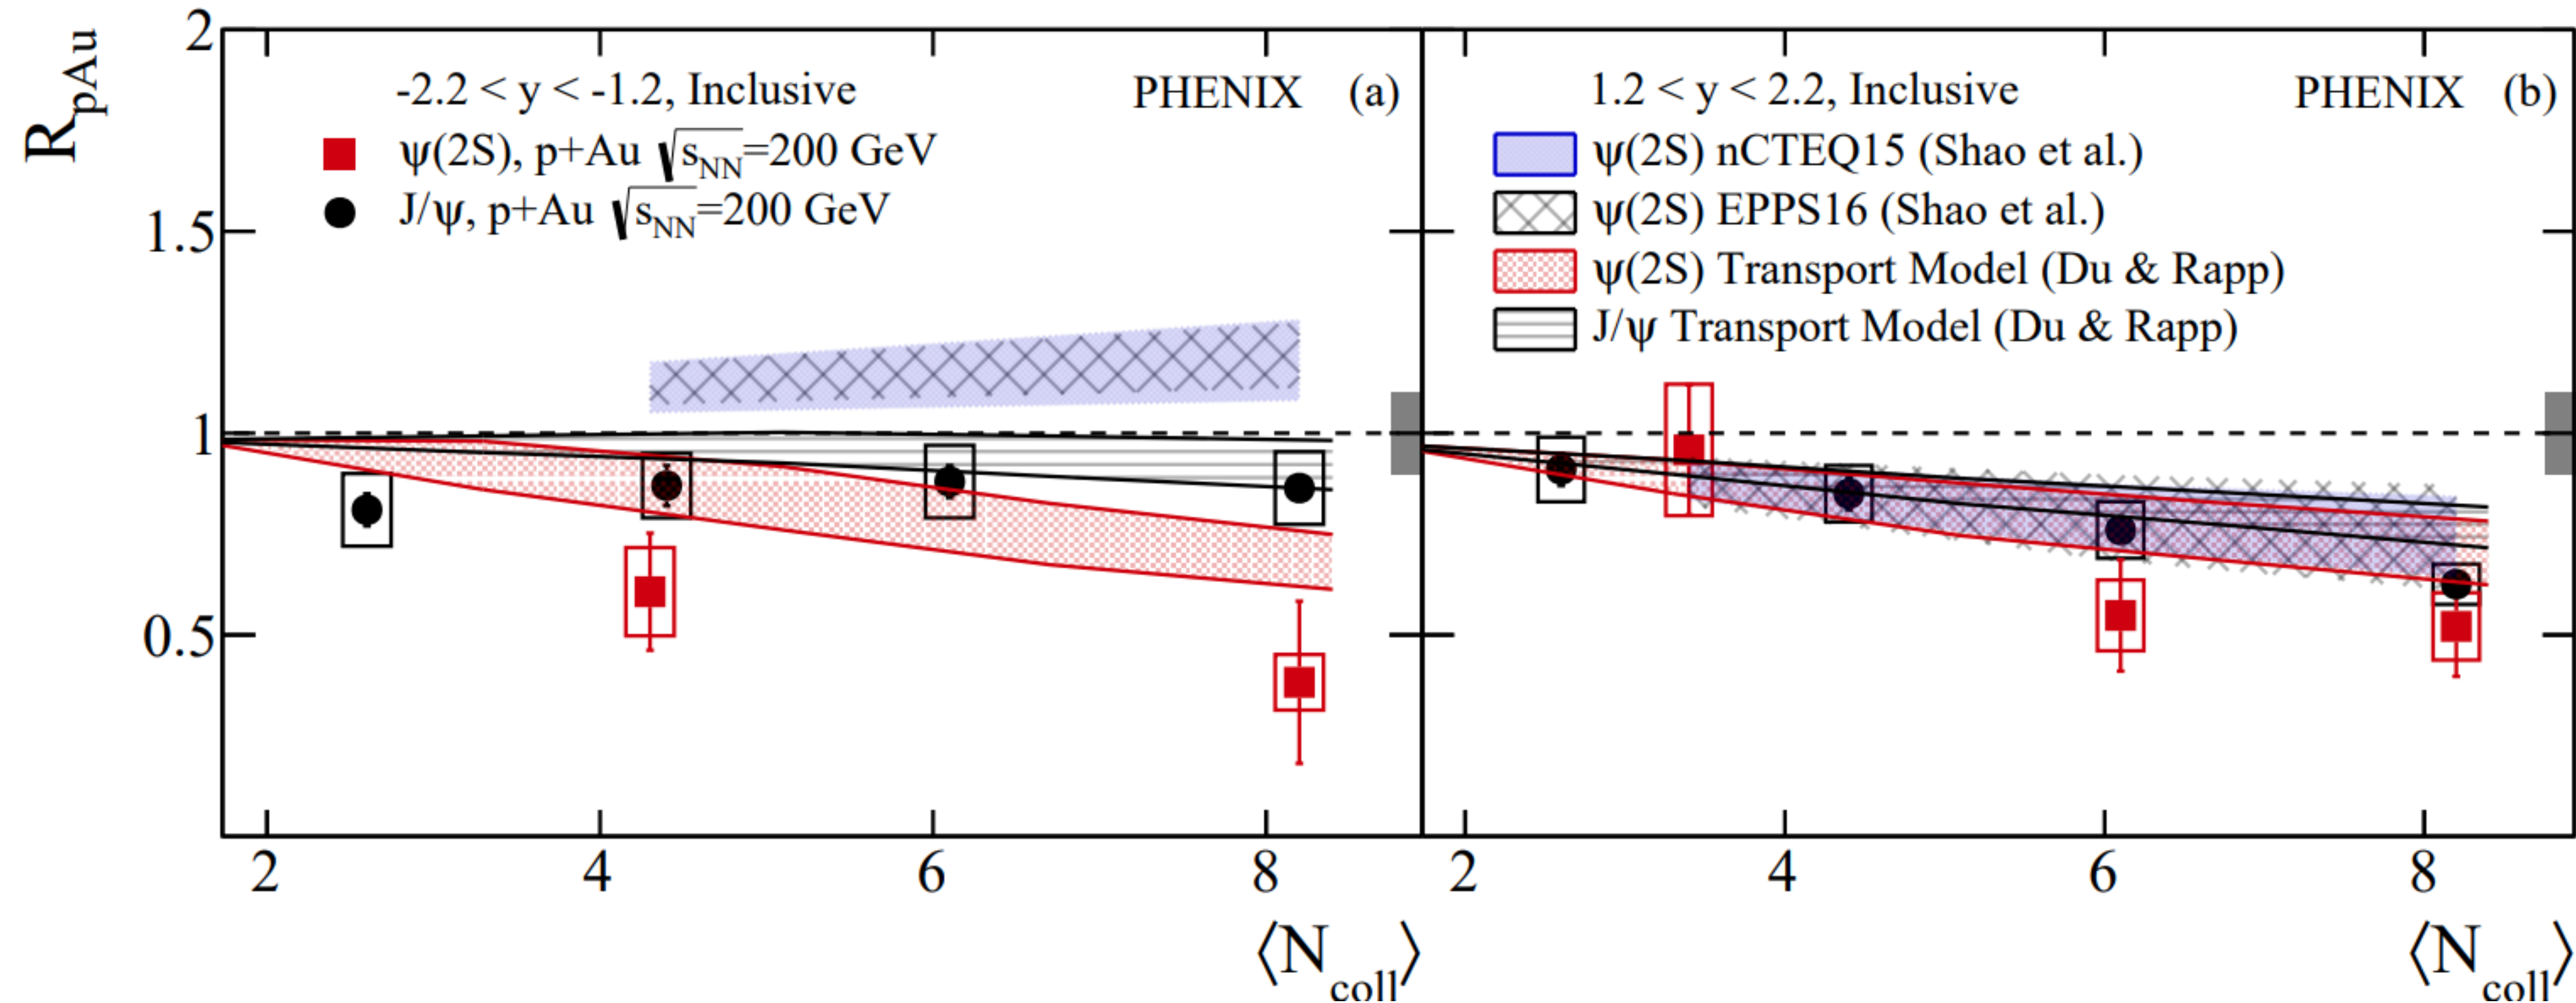 R_pAu
2
1.5
1
0.5
-2.2 < y < -1.2, Inclusive
PHENIX (a)
ψ(2S), p+Au √s_NN=200 GeV
J/ψ, p+Au √s_NN=200 GeV
1.2 < y < 2.2, Inclusive
PHENIX (b)
ψ(2S) nCTEQ15 (Shao et al.)
ψ(2S) EPPS16 (Shao et al.)
ψ(2S) Transport Model (Du & Rapp)
J/ψ Transport Model (Du & Rapp)
2 4 6 8
2 4 6 8
⟨N_coll⟩
⟨N_coll⟩